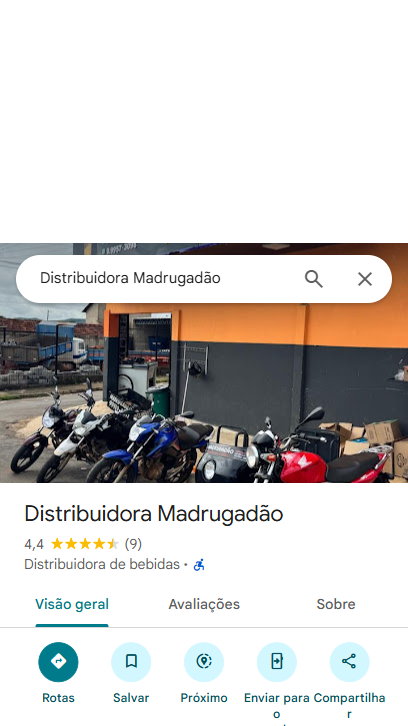 Distribuidora Madrugadão
Distribuidora Madrugadão
4,4 (9)
Distribuidora de bebidas ·
Visão geral Avaliações Sobre
Rotas Salvar Próximo Enviar para o Compartilhar